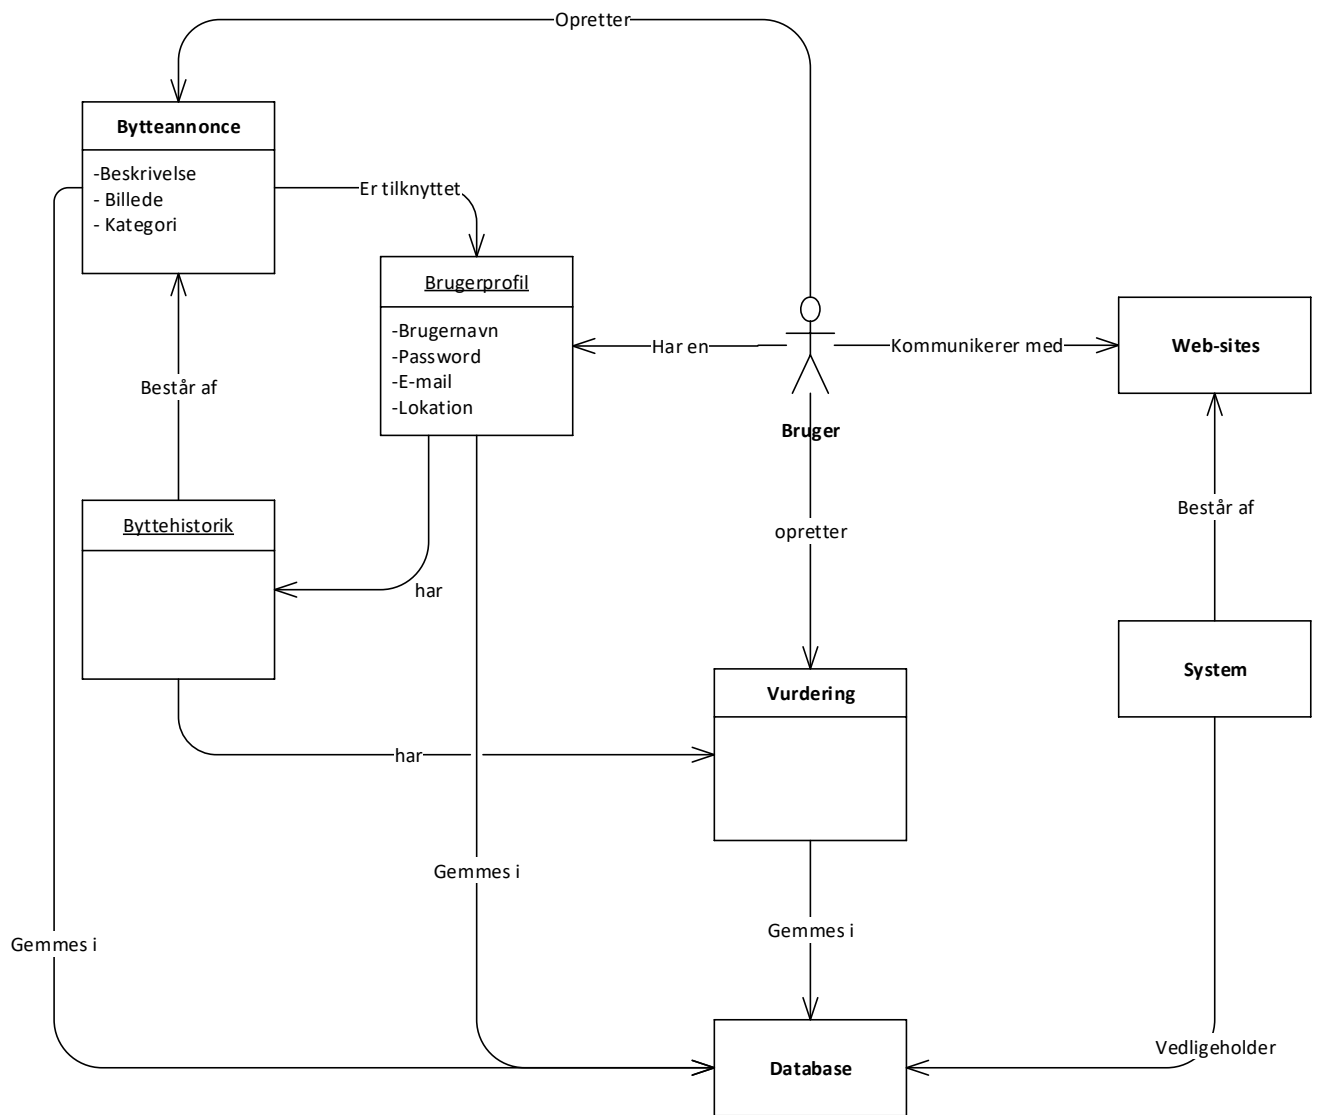 Opretter
Bytteannonce
-Beskrivelse
- Billede
- Kategori
Er tilknyttet
Brugerprofil
-Brugernavn
-Password
-E-mail
-Lokation
Har en
Kommunikerer med
Web-sites
Består af
Bruger
Består af
Byttehistorik
opretter
har
System
Vurdering
har
Gemmes i
Gemmes i
Gemmes i
Vedligeholder
Database